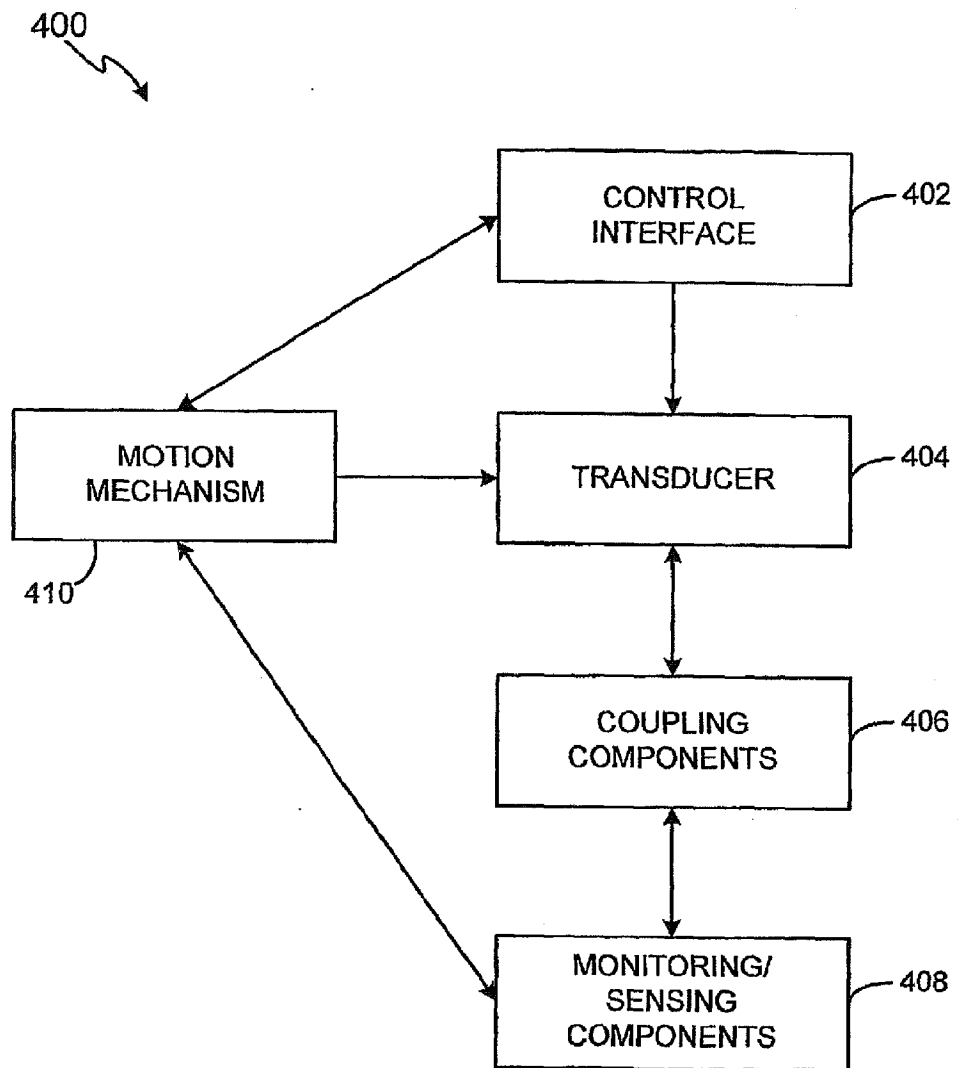 400
CONTROL
INTERFACE
402
MOTION
MECHANISM
410
TRANSDUCER
404
COUPLING
COMPONENTS
406
MONITORING/
SENSING
COMPONENTS
408